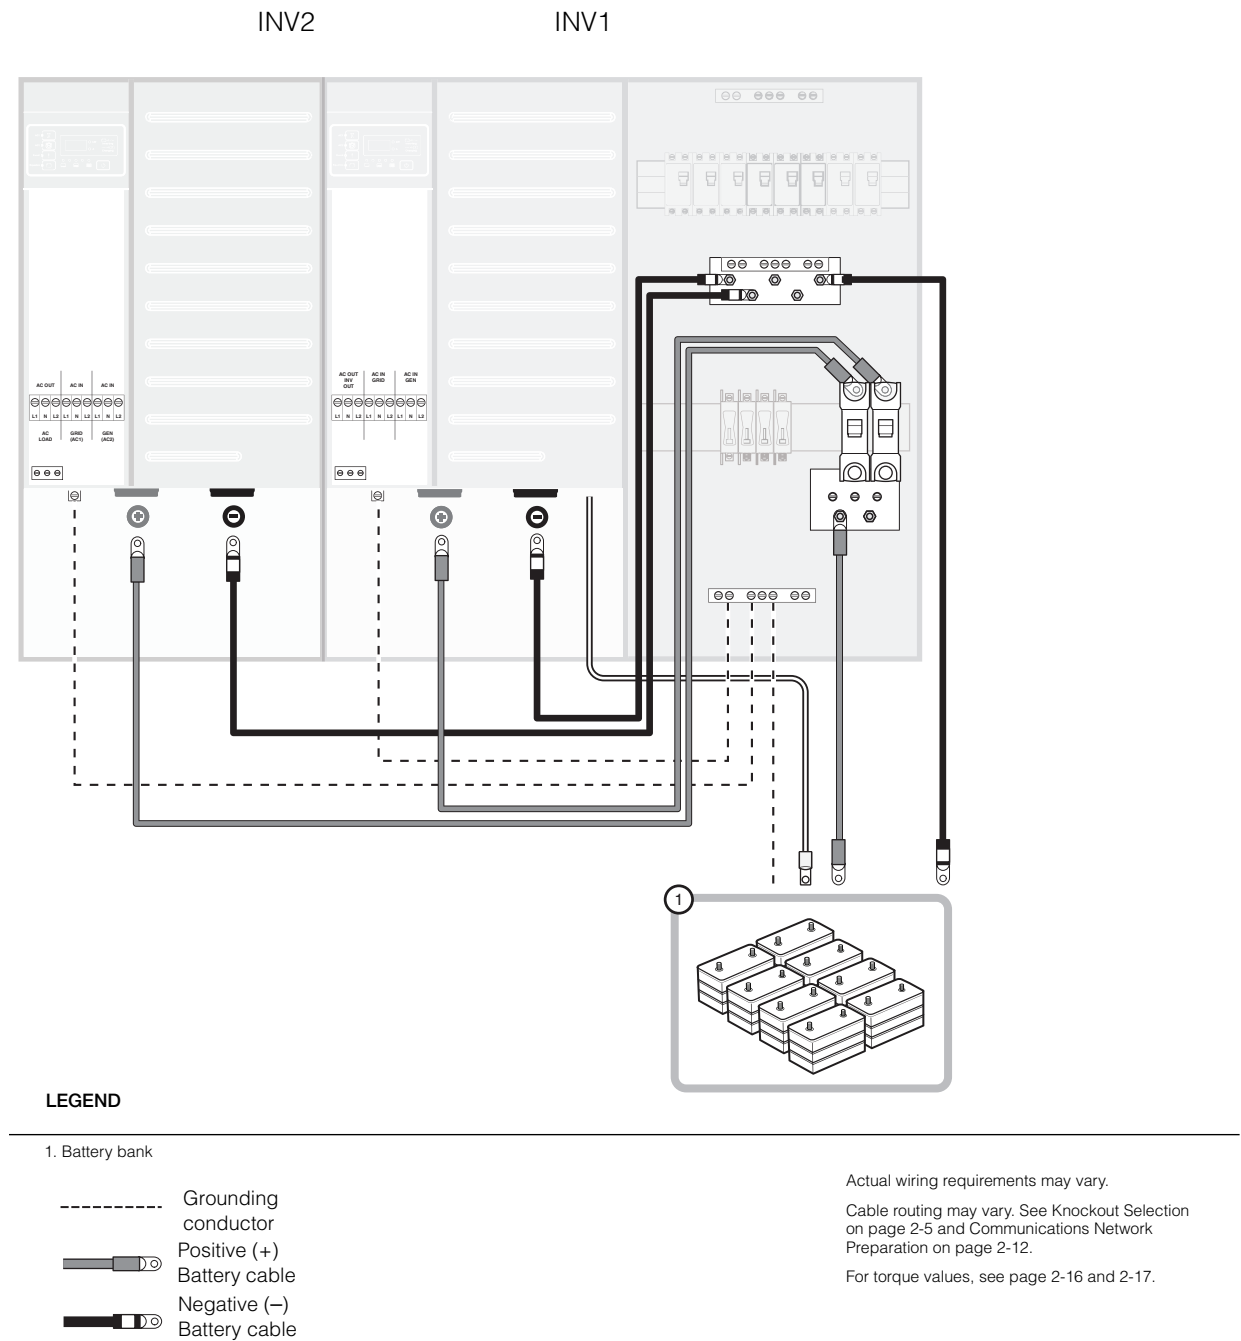 INV2 INV1
AC OUT AC IN AC IN
L1 N L2 L1 N L2 L1 N L2
AC LOAD
GRID (AC1)
GEN (AC2)
AC OUT INV OUT
AC IN GRID
AC IN GEN
L1 N L2 L1 N L2 L1 N L2
+ − + −
1
LEGEND
1. Battery bank
Grounding
conductor
Positive (+)
Battery cable
Negative (−)
Battery cable
Actual wiring requirements may vary.
Cable routing may vary. See Knockout Selection
on page 2-5 and Communications Network
Preparation on page 2-12.
For torque values, see page 2-16 and 2-17.